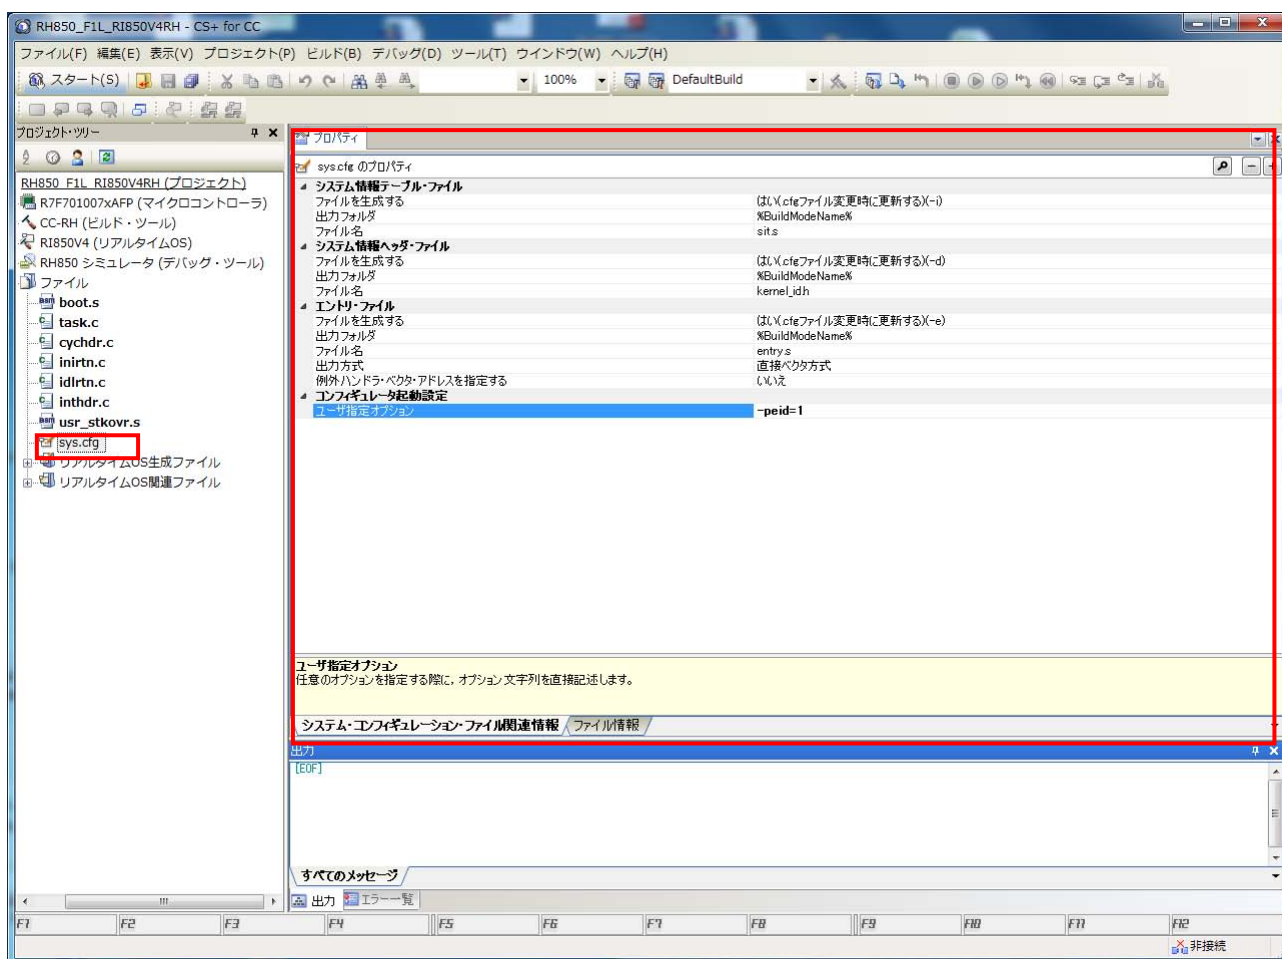 RH850_F1L_RI850V4RH - CS+ for CC
ファイル(F) 編集(E) 表示(V) プロジェクト(P) ビルド(B) デバッグ(D) ツール(T) ウインドウ(W) ヘルプ(H)
スタート(S) 100% DefaultBuild
プロジェクト・ツリー
RH850_F1L_RI850V4RH (プロジェクト)
R7F701007xAFP (マイクロコントローラ)
CC-RH (ビルド・ツール)
RI850V4 (リアルタイムOS)
RH850 シミュレータ (デバッグ・ツール)
ファイル
boot.s
task.c
cychdr.c
inirtn.c
idlrtn.c
inthdr.c
usr_stkovr.s
sys.cfg
リアルタイムOS生成ファイル
リアルタイムOS関連ファイル
プロパティ
sys.cfg のプロパティ
システム情報テーブル・ファイル
ファイルを生成する はい(.cfgファイル変更時に更新する)(-i)
出力フォルダ %BuildModeName%
ファイル名 sit.s
システム情報ヘッダ・ファイル
ファイルを生成する はい(.cfgファイル変更時に更新する)(-d)
出力フォルダ %BuildModeName%
ファイル名 kernel_id.h
エントリ・ファイル
ファイルを生成する はい(.cfgファイル変更時に更新する)(-e)
出力フォルダ %BuildModeName%
ファイル名 entry.s
出力方式 直接ベクタ方式
例外ハンドラ・ベクタ・アドレスを指定する いいえ
コンフィギュレータ起動設定
ユーザ指定オプション -peid=1
ユーザ指定オプション
任意のオプションを指定する際に, オプション文字列を直接記述します。
システム・コンフィギュレーション・ファイル関連情報 ファイル情報
出力
[EOF]
すべてのメッセージ
出力 エラー一覧
F1 F2 F3 F4 F5 F6 F7 F8 F9 F10 F11 F12
非接続